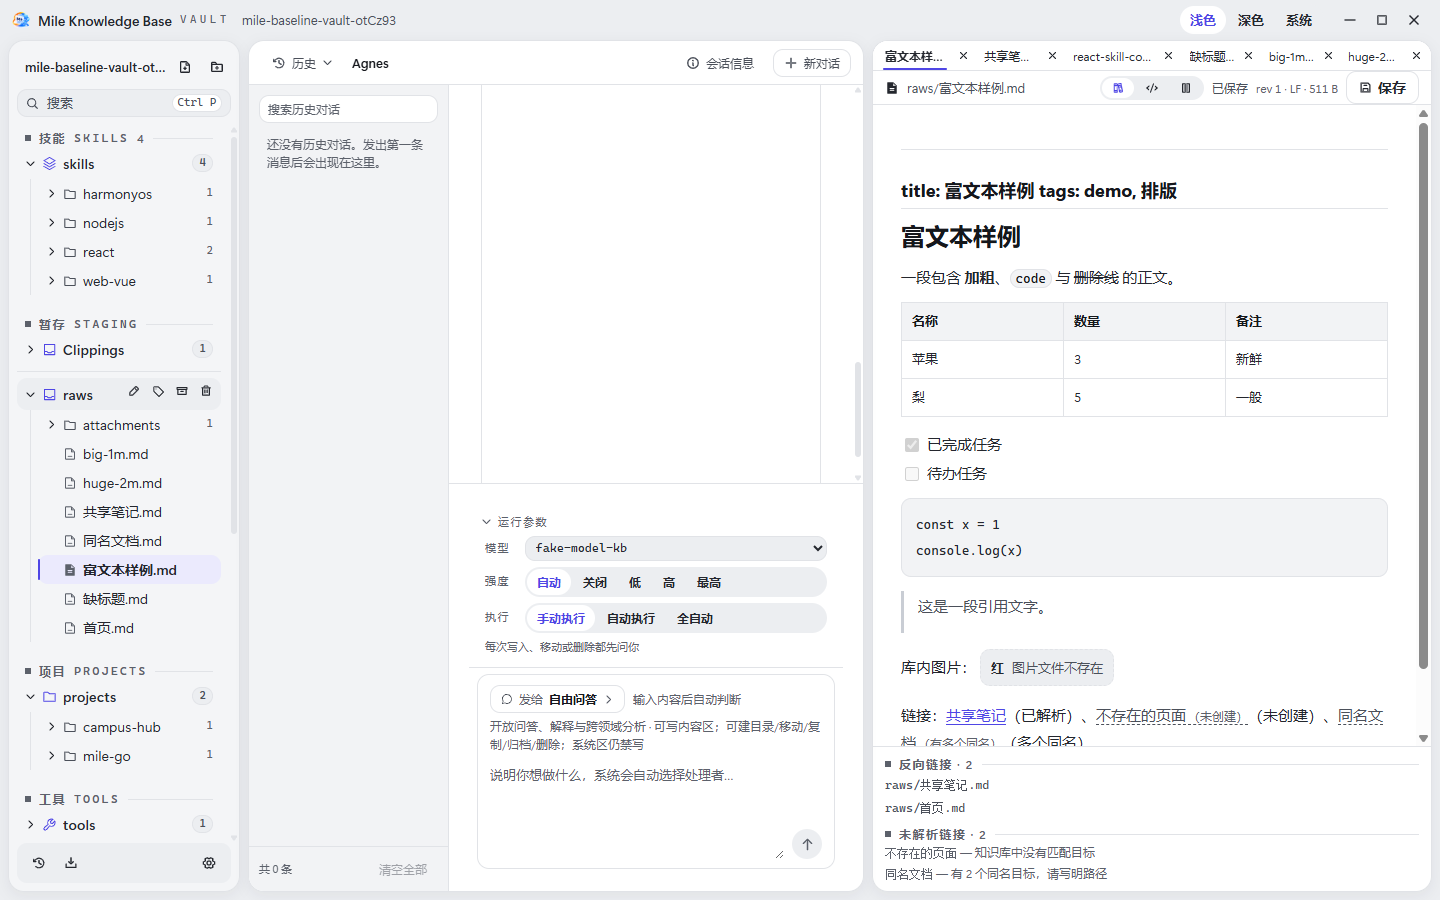 Mile Knowledge Base VAULT mile-baseline-vault-otCz93
浅色 深色 系统
mile-baseline-vault-ot...
搜索 Ctrl P
技能 SKILLS 4
skills 4
harmonyos 1
nodejs 1
react 2
web-vue 1
暂存 STAGING
Clippings 1
raws
attachments 1
big-1m.md
huge-2m.md
共享笔记.md
同名文档.md
富文本样例.md
缺标题.md
首页.md
项目 PROJECTS
projects 2
campus-hub 1
mile-go 1
工具 TOOLS
tools 1
历史 Agnes
会话信息 新对话
搜索历史对话
还没有历史对话。发出第一条
消息后会出现在这里。
共 0 条 清空全部
运行参数
模型 fake-model-kb
强度 自动 关闭 低 高 最高
执行 手动执行 自动执行 全自动
每次写入、移动或删除都先问你
发给 自由问答 输入内容后自动判断
开放问答、解释与跨领域分析 · 可写内容区；可建目录/移动/复
制/归档/删除；系统区仍禁写
说明你想做什么，系统会自动选择处理者...
富文本样... 共享笔... react-skill-co... 缺标题... big-1m... huge-2...
raws/富文本样例.md 已保存 rev 1 · LF · 511 B 保存
title: 富文本样例 tags: demo, 排版
富文本样例
一段包含 加粗、 code 与 删除线 的正文。
名称 数量 备注
苹果 3 新鲜
梨 5 一般
已完成任务
待办任务
const x = 1
console.log(x)
这是一段引用文字。
库内图片： 红 图片文件不存在
链接：共享笔记（已解析）、不存在的页面（未创建）（未创建）、同名文
档（有多个同名）（多个同名）
反向链接 · 2
raws/共享笔记.md
raws/首页.md
未解析链接 · 2
不存在的页面 — 知识库中没有匹配目标
同名文档 — 有 2 个同名目标，请写明路径